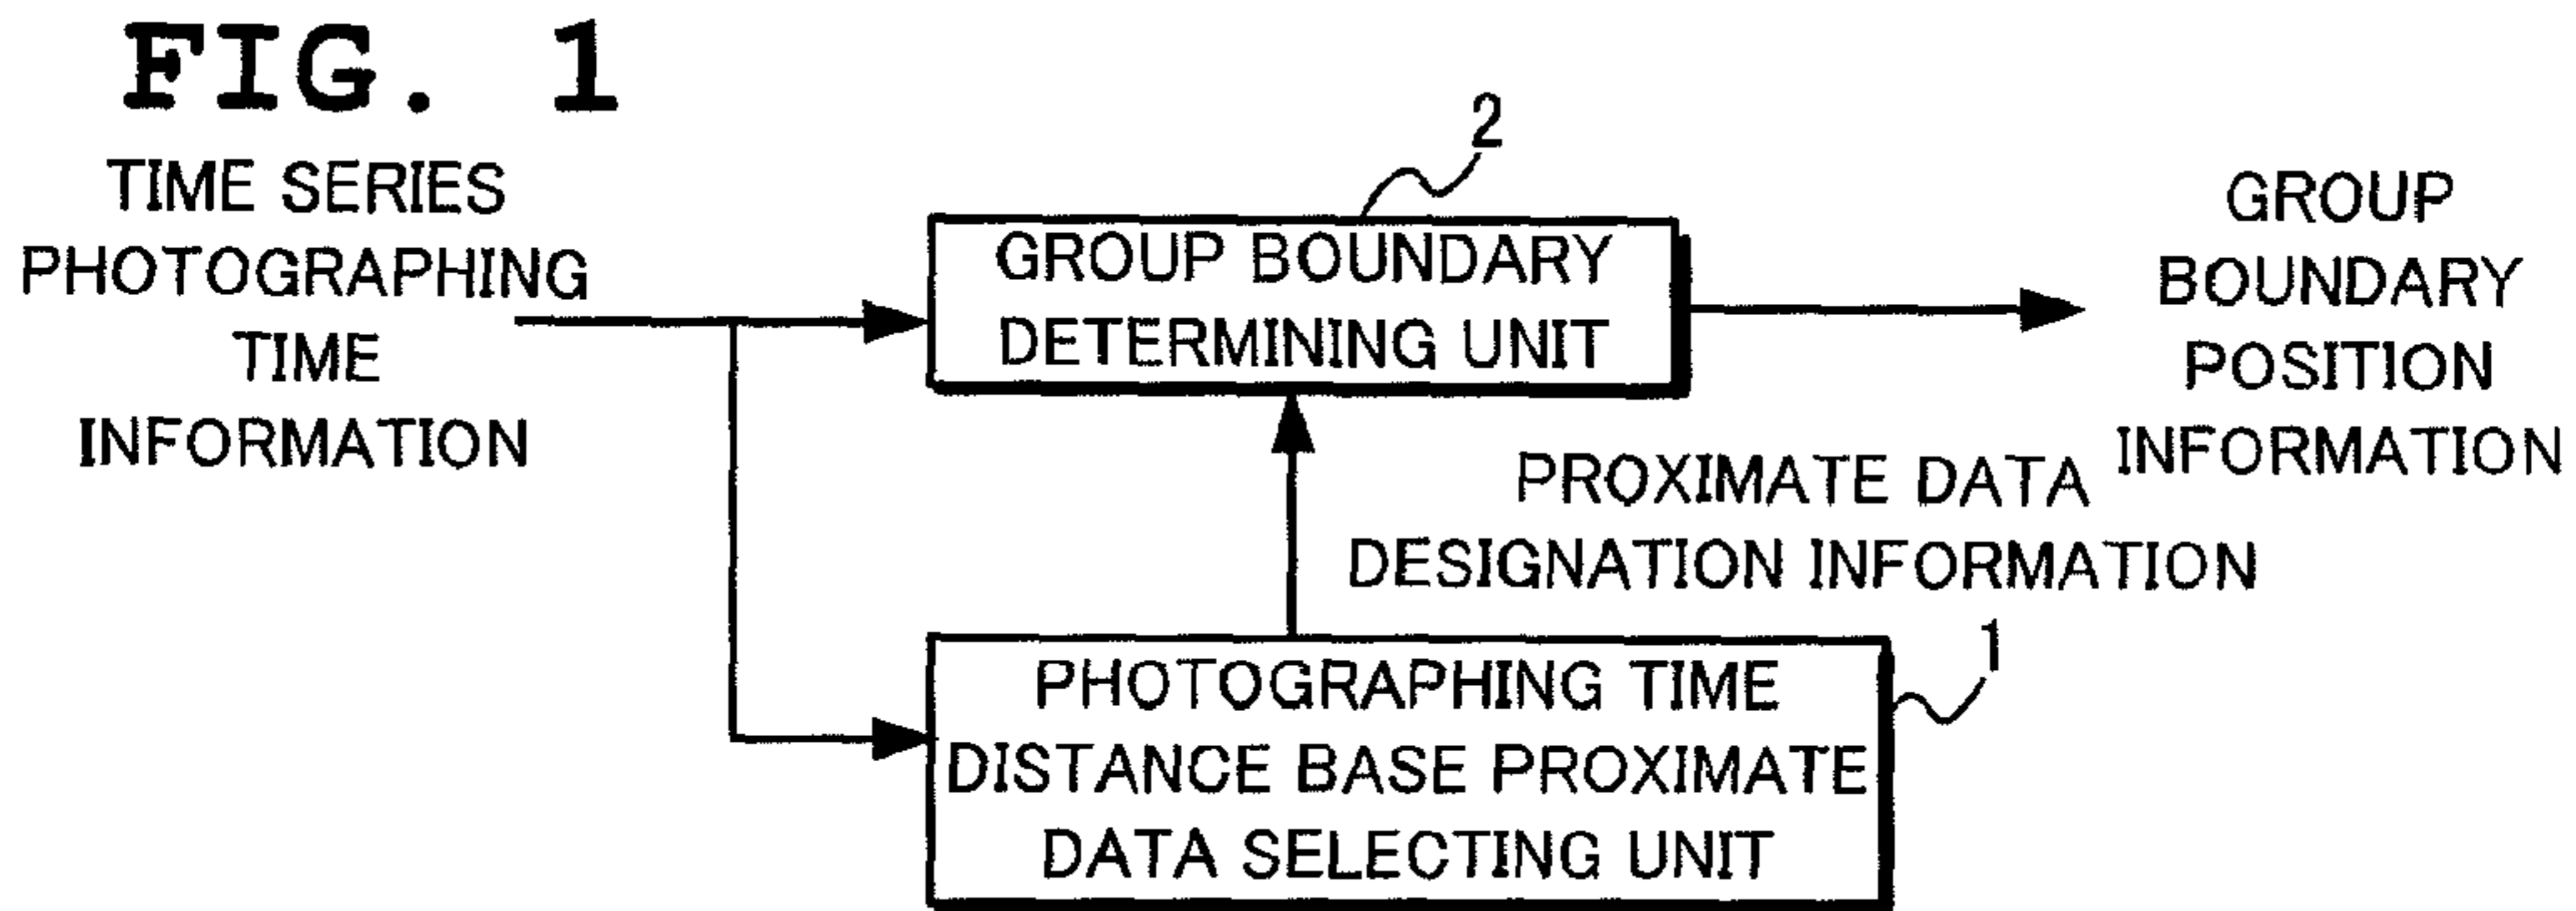 FIG. 1
TIME SERIES
PHOTOGRAPHING
TIME
INFORMATION
2
GROUP BOUNDARY
DETERMINING UNIT
GROUP
BOUNDARY
POSITION
INFORMATION
PROXIMATE DATA
DESIGNATION INFORMATION
1
PHOTOGRAPHING TIME
DISTANCE BASE PROXIMATE
DATA SELECTING UNIT